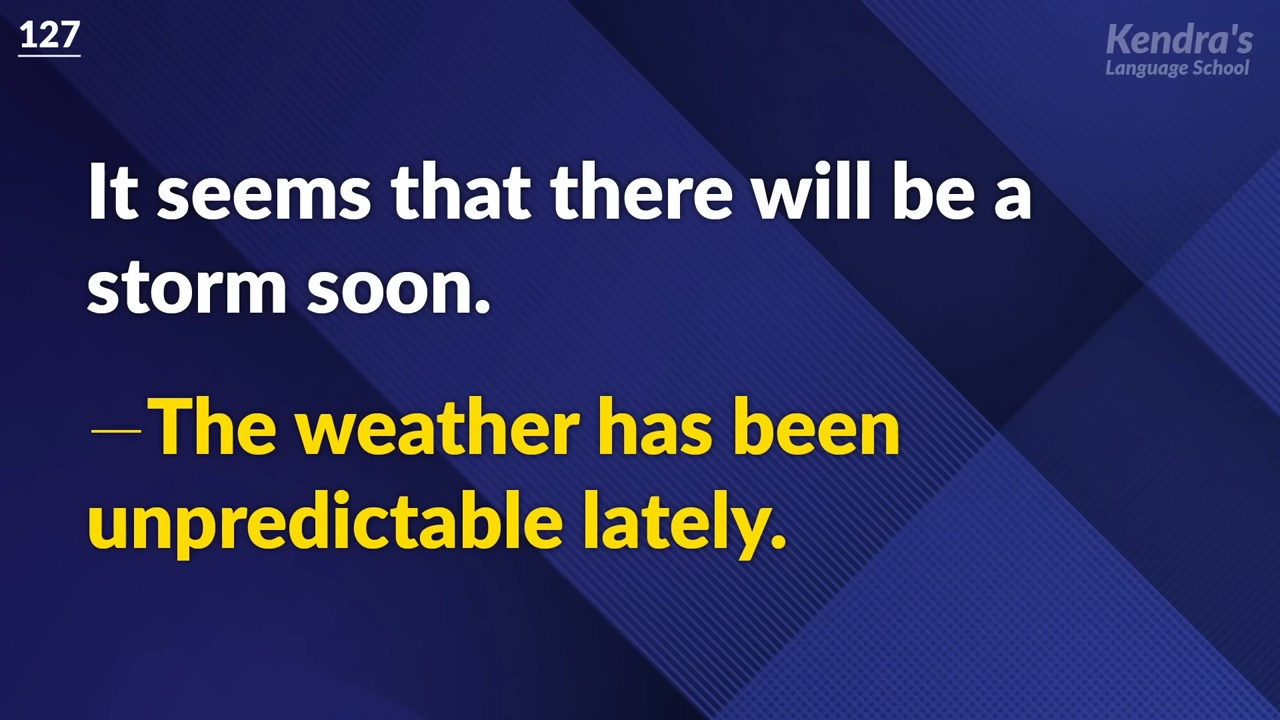 127
Kendra's
Language School
It seems that there will be a
storm soon.
—The weather has been
unpredictable lately.